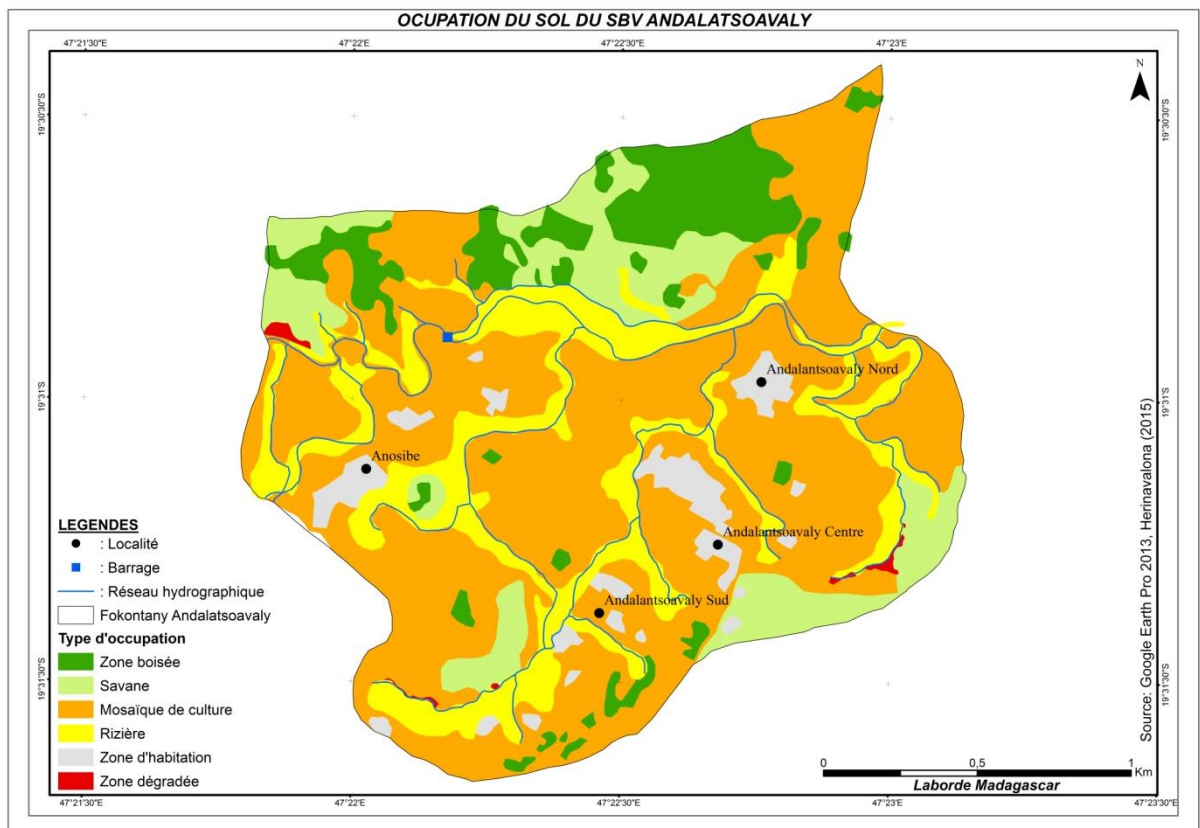 OCUPATION DU SOL DU SBV ANDALATSOAVALY
47°21'30"E
47°22'E
47°22'30"E
47°23'E
N
19°30'30"S
19°30'30"S
19°31'S
19°31'S
19°31'30"S
19°31'30"S
Andalantsoavaly Nord
Anosibe
Andalantsoavaly Centre
Andalantsoavaly Sud
LEGENDES
: Localité
: Barrage
: Réseau hydrographique
Fokontany Andalatsoavaly
Type d'occupation
Zone boisée
Savane
Mosaïque de culture
Rizière
Zone d'habitation
Zone dégradée
Source: Google Earth Pro 2013, Herinavalona (2015)
0
0,5
1
Km
Laborde Madagascar
47°21'30"E
47°22'E
47°22'30"E
47°23'E
47°23'30"E